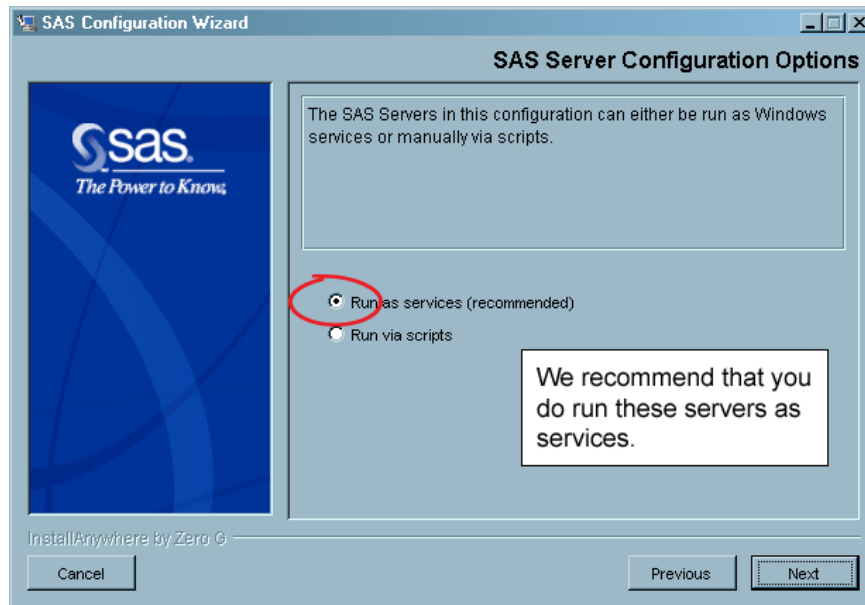 SAS Configuration Wizard
SAS Server Configuration Options
sas.
The Power to Know.
The SAS Servers in this configuration can either be run as Windows
services or manually via scripts.
Run as services (recommended)
Run via scripts
We recommend that you
do run these servers as
services.
InstallAnywhere by Zero G
Cancel
Previous
Next